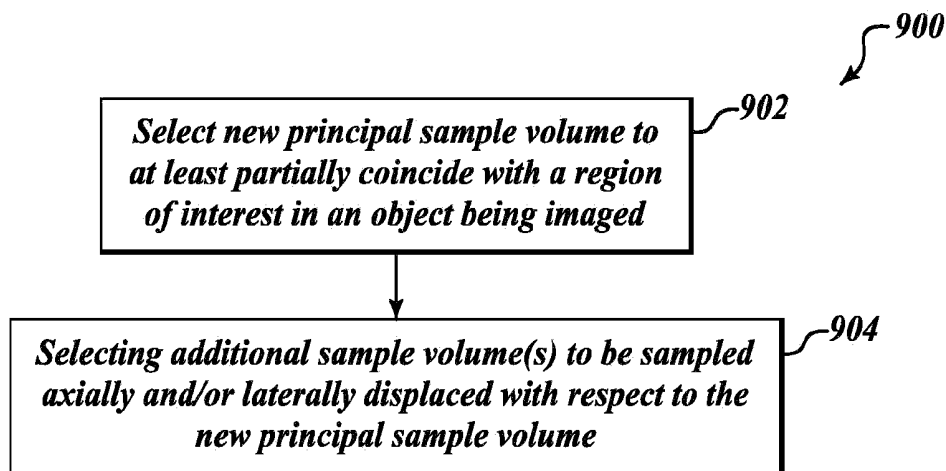 900
902
Select new principal sample volume to
at least partially coincide with a region
of interest in an object being imaged
904
Selecting additional sample volume(s) to be sampled
axially and/or laterally displaced with respect to the
new principal sample volume